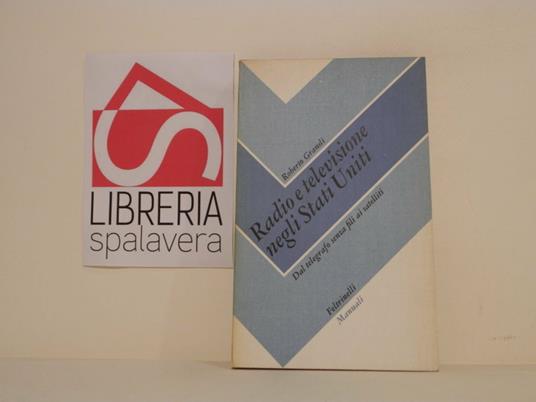 LIBRERIA
spalavera
Roberto Grandi
Radio e televisione
negli Stati Uniti
Dal telegrafo senza fili ai satelliti
Feltrinelli
Manuali